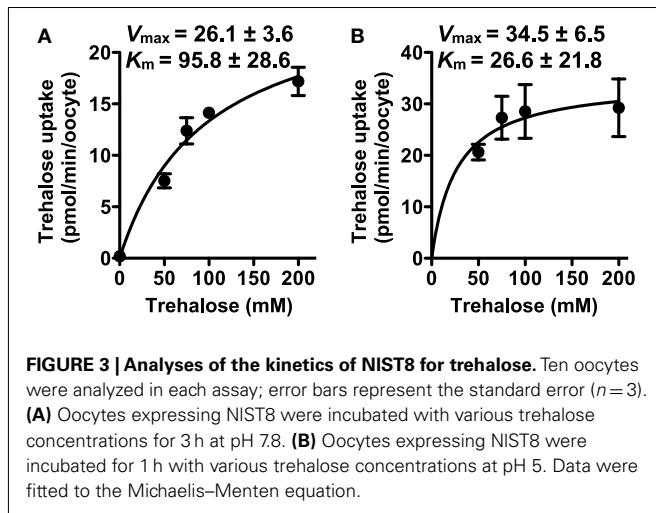 A
Vmax = 26.1 ± 3.6
Km = 95.8 ± 28.6
20
15
10
5
0
Trehalose uptake
(pmol/min/oocyte)
0 50 100 150 200
Trehalose (mM)
B
Vmax = 34.5 ± 6.5
Km = 26.6 ± 21.8
40
30
20
10
0
Trehalose uptake
(pmol/min/oocyte)
0 50 100 150 200
Trehalose (mM)
FIGURE 3 | Analyses of the kinetics of NIST8 for trehalose. Ten oocytes
were analyzed in each assay; error bars represent the standard error (n = 3).
(A) Oocytes expressing NIST8 were incubated with various trehalose
concentrations for 3 h at pH 7.8. (B) Oocytes expressing NIST8 were
incubated for 1 h with various trehalose concentrations at pH 5. Data were
fitted to the Michaelis–Menten equation.